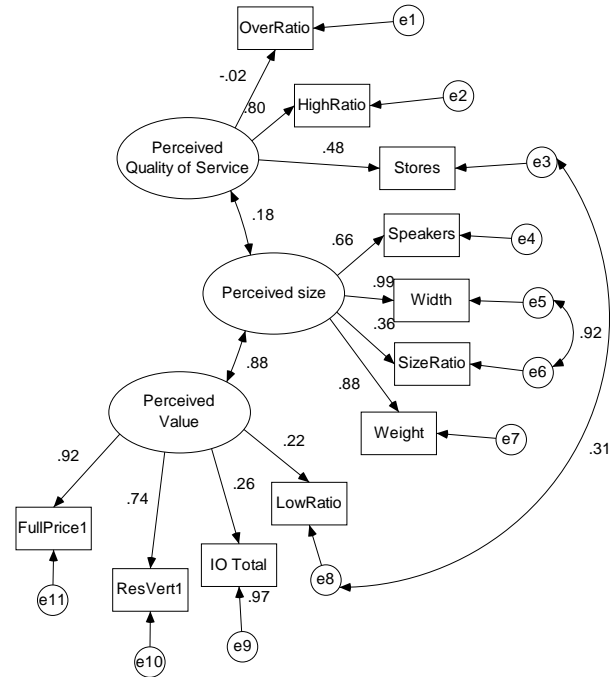 OverRatio
e1
-.02
.80
HighRatio
e2
Perceived
Quality of Service
.48
Stores
e3
.18
.66
Speakers
e4
Perceived size
.99
Width
e5
.36
.92
SizeRatio
e6
.88
.88
Weight
e7
Perceived
Value
.31
.92
.74
.26
.22
LowRatio
FullPrice1
IO Total
e8
ResVert1
.97
e11
e10
e9